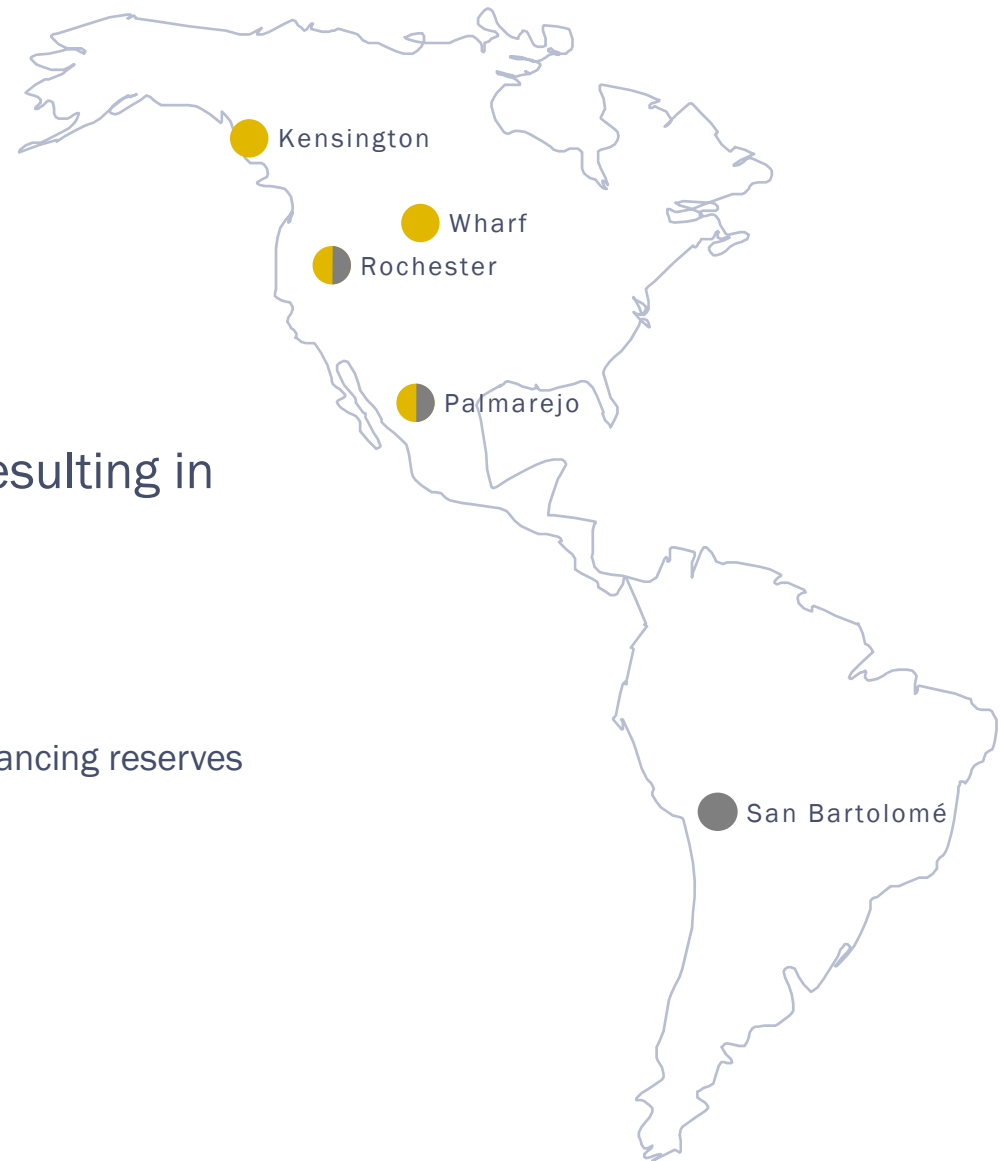 Kensington
Wharf
Rochester
Palmarejo
esulting in
ancing reserves
San Bartolomé